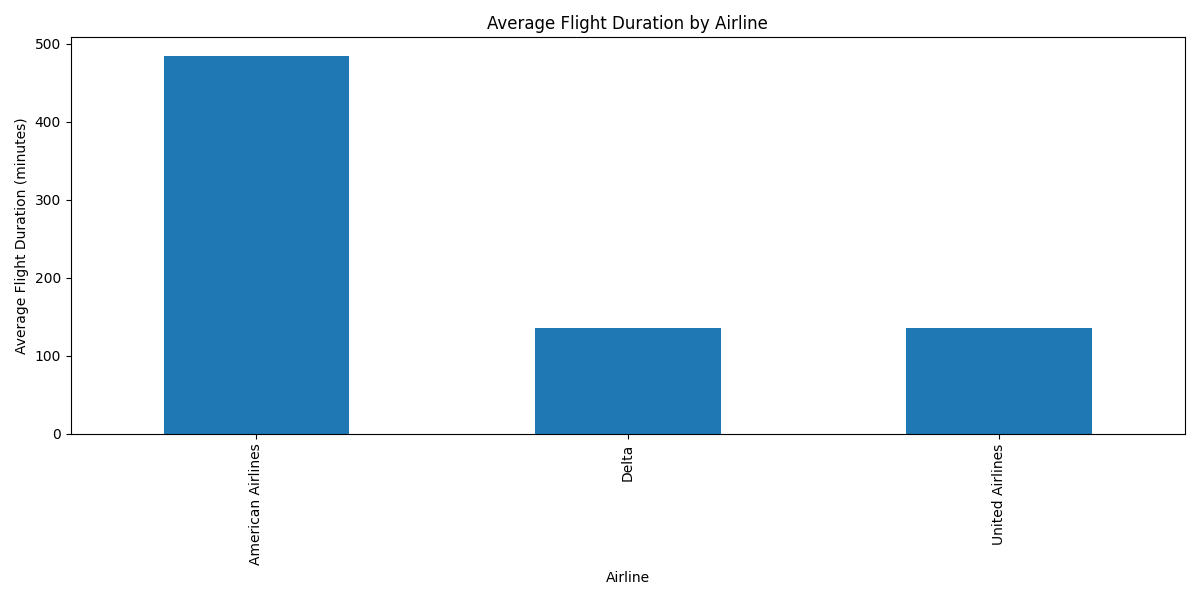 Average Flight Duration by Airline
Average Flight Duration (minutes)
500
400
300
200
100
0
American Airlines
Delta
United Airlines
Airline